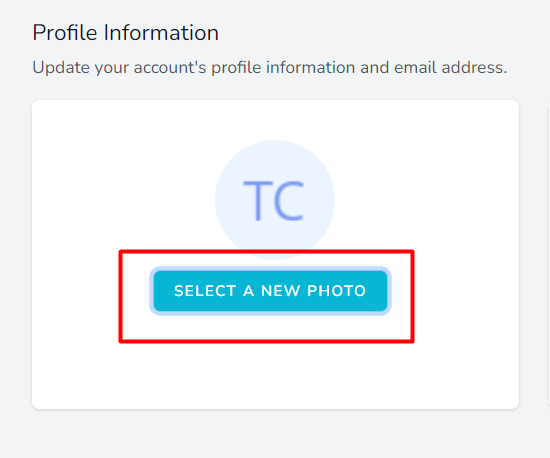 Profile Information
Update your account's profile information and email address.
TC
SELECT A NEW PHOTO